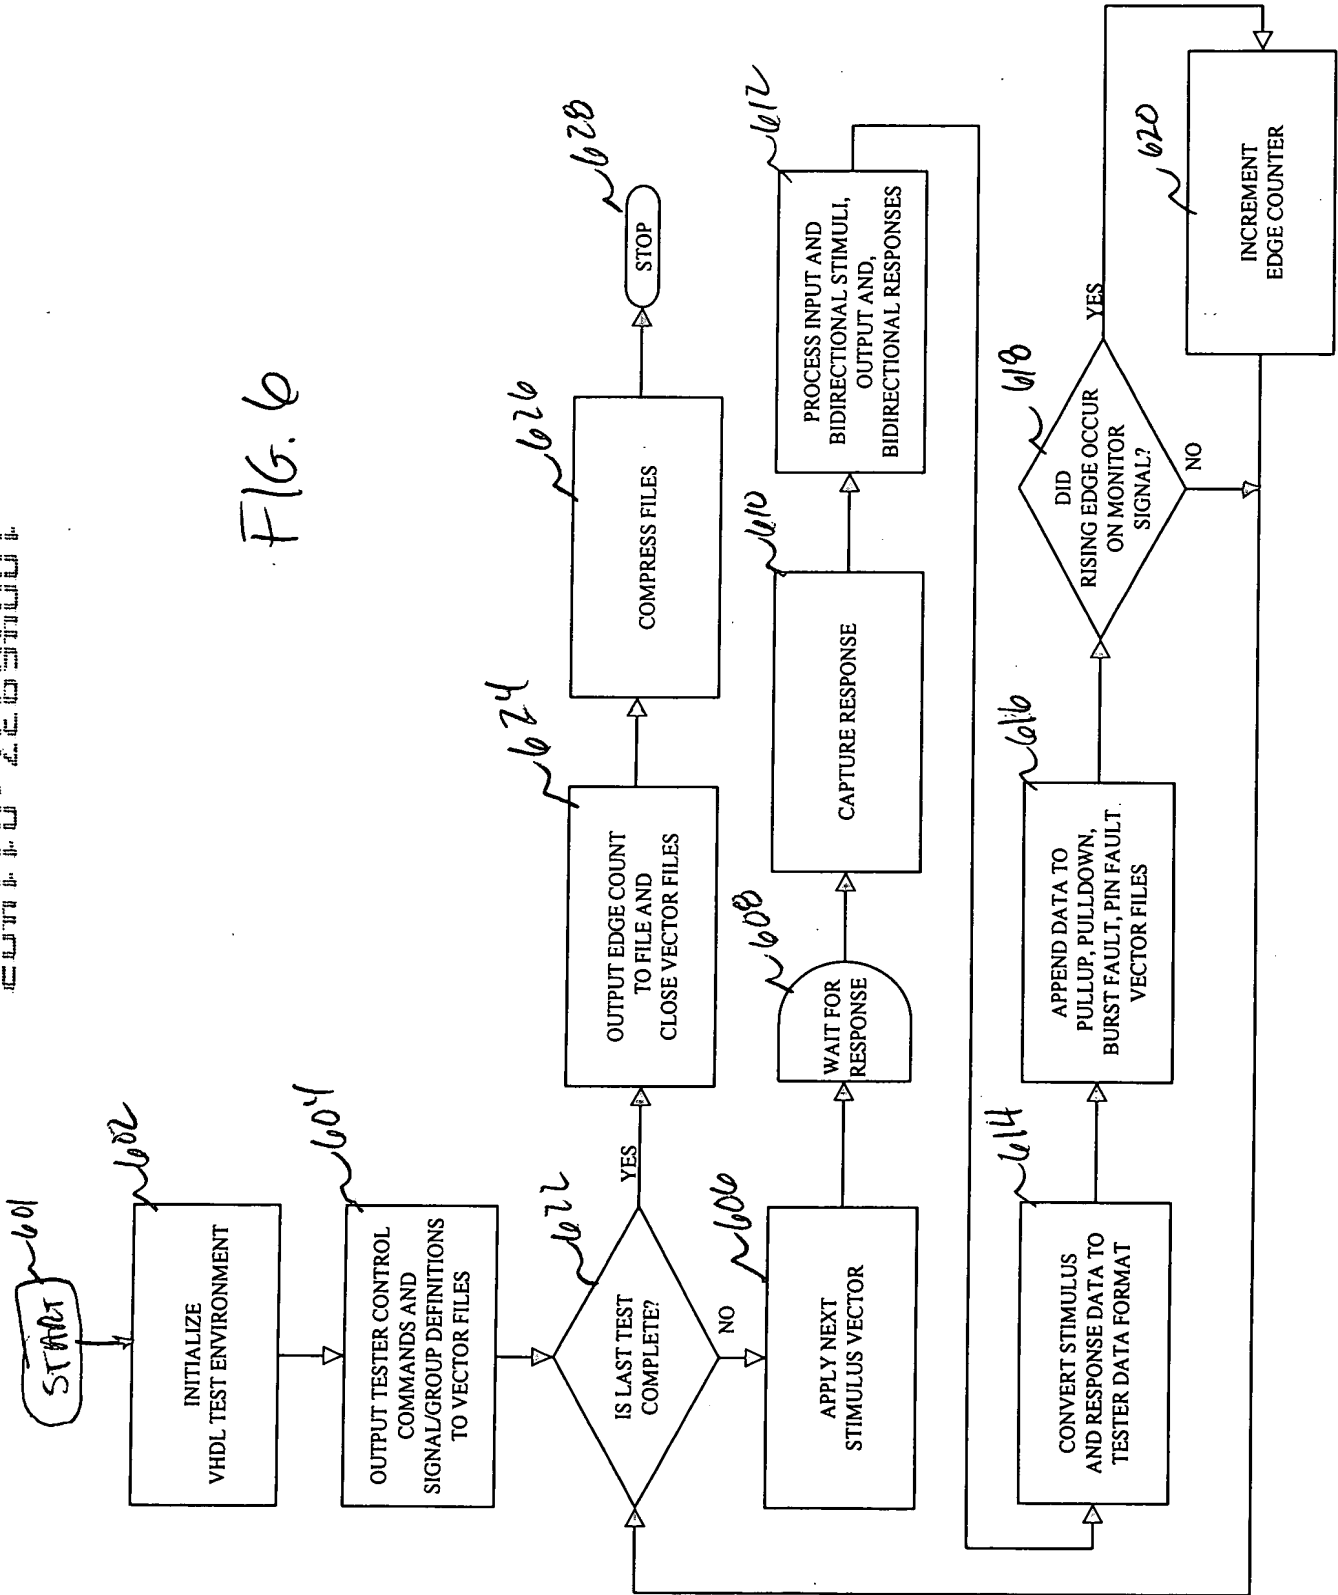 FIG. 6
START
601
INITIALIZE
VHDL TEST ENVIRONMENT
602
OUTPUT TESTER CONTROL
COMMANDS AND
SIGNAL/GROUP DEFINITIONS
TO VECTOR FILES
604
IS LAST TEST
COMPLETE?
622
YES
NO
OUTPUT EDGE COUNT
TO FILE AND
CLOSE VECTOR FILES
624
COMPRESS FILES
626
STOP
628
APPLY NEXT
STIMULUS VECTOR
606
WAIT FOR
RESPONSE
608
CAPTURE RESPONSE
610
PROCESS INPUT AND
BIDIRECTIONAL STIMULI,
OUTPUT AND,
BIDIRECTIONAL RESPONSES
612
CONVERT STIMULUS
AND RESPONSE DATA TO
TESTER DATA FORMAT
614
APPEND DATA TO
PULLUP, PULLDOWN,
BURST FAULT, PIN FAULT
VECTOR FILES
616
DID
RISING EDGE OCCUR
ON MONITOR
SIGNAL?
618
YES
NO
INCREMENT
EDGE COUNTER
620